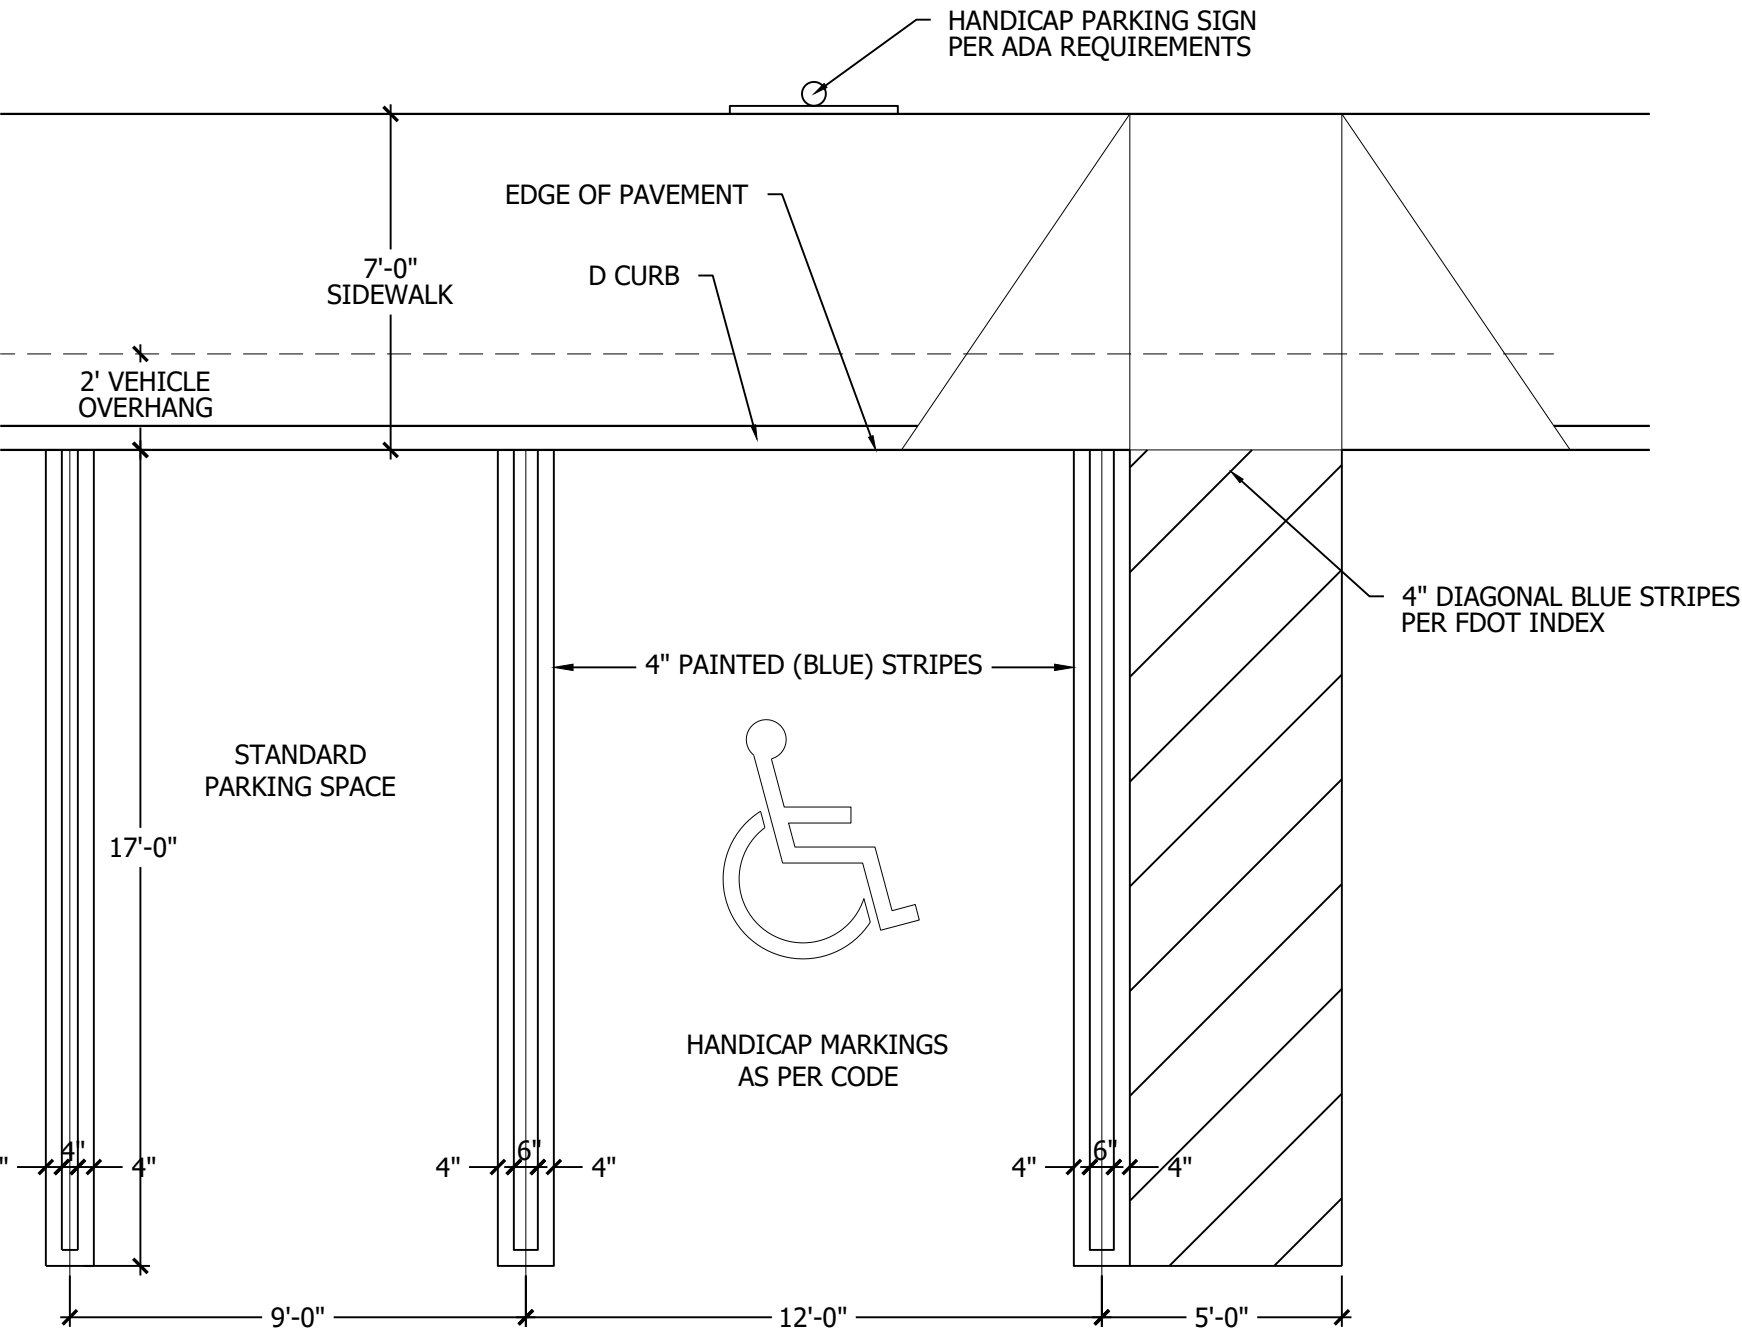 HANDICAP PARKING SIGN
PER ADA REQUIREMENTS
EDGE OF PAVEMENT
D CURB
7'-0"
SIDEWALK
2' VEHICLE
OVERHANG
4" DIAGONAL BLUE STRIPES
PER FDOT INDEX
4" PAINTED (BLUE) STRIPES
STANDARD
PARKING SPACE
17'-0"
HANDICAP MARKINGS
AS PER CODE
" 4" 4"
4" 6" 4"
4" 6" 4"
9'-0"
12'-0"
5'-0"